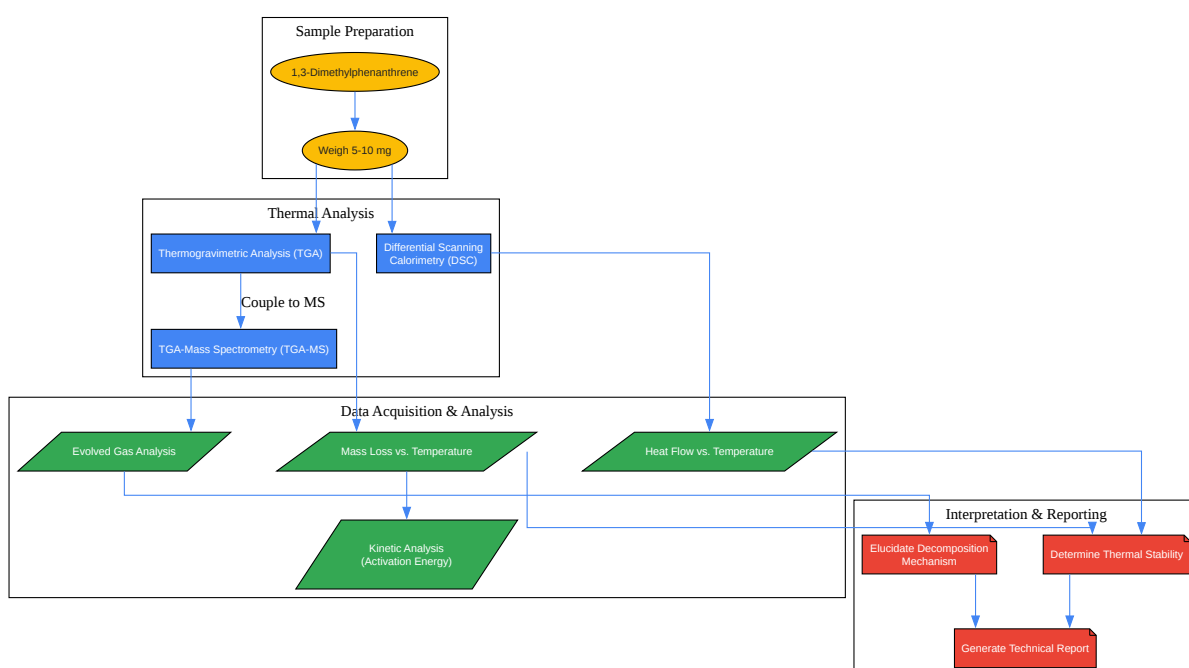 Sample Preparation
1,3-Dimethylphenanthrene
Weigh 5-10 mg
Thermal Analysis
Thermogravimetric Analysis (TGA)
Differential Scanning
Calorimetry (DSC)
Couple to MS
TGA-Mass Spectrometry (TGA-MS)
Data Acquisition & Analysis
Evolved Gas Analysis
Mass Loss vs. Temperature
Heat Flow vs. Temperature
Kinetic Analysis
(Activation Energy)
Interpretation & Reporting
Elucidate Decomposition
Mechanism
Determine Thermal Stability
Generate Technical Report